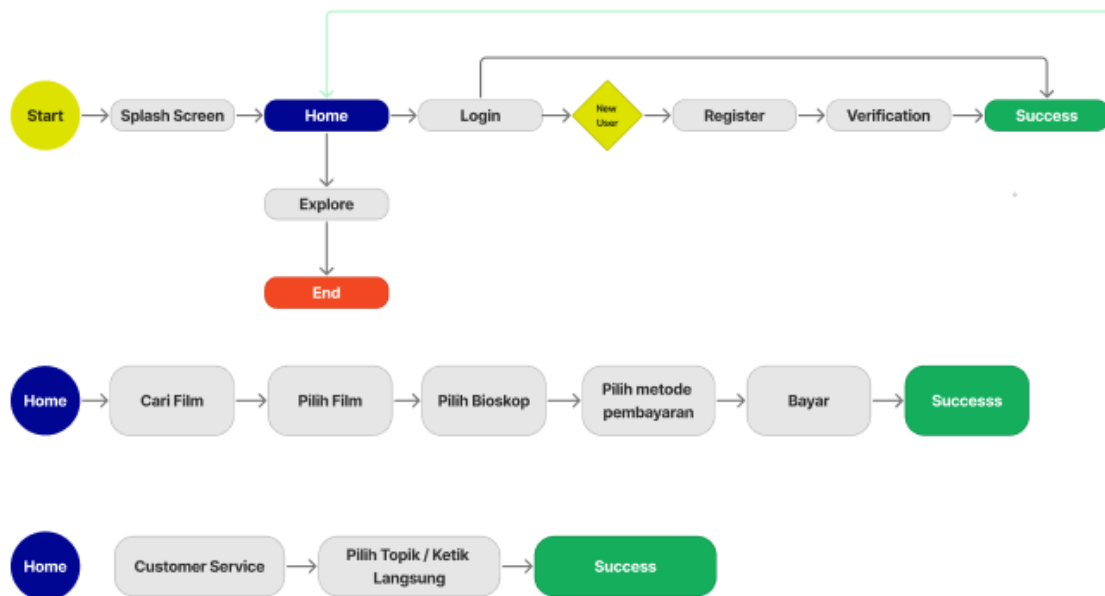 Start
Splash Screen
Home
Login
New
User
Register
Verification
Success
Explore
End
Home
Cari Film
Pilih Film
Pilih Bioskop
Pilih metode
pembayaran
Bayar
Successs
Home
Customer Service
Pilih Topik / Ketik
Langsung
Success